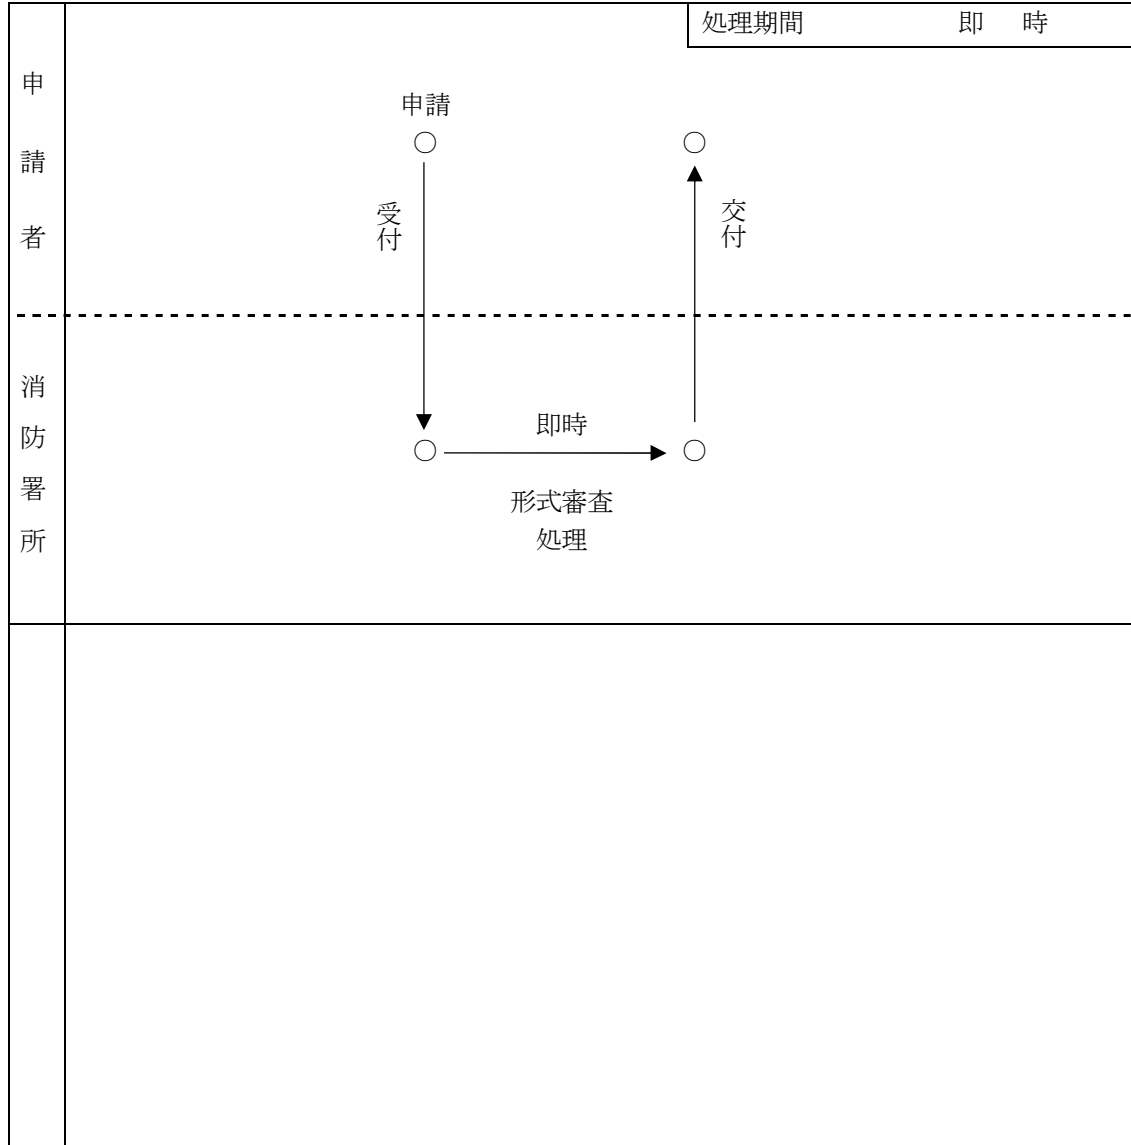 処理期間 即 時
申請者
申請
受付
交付
消防署所
即時
形式審査
処理